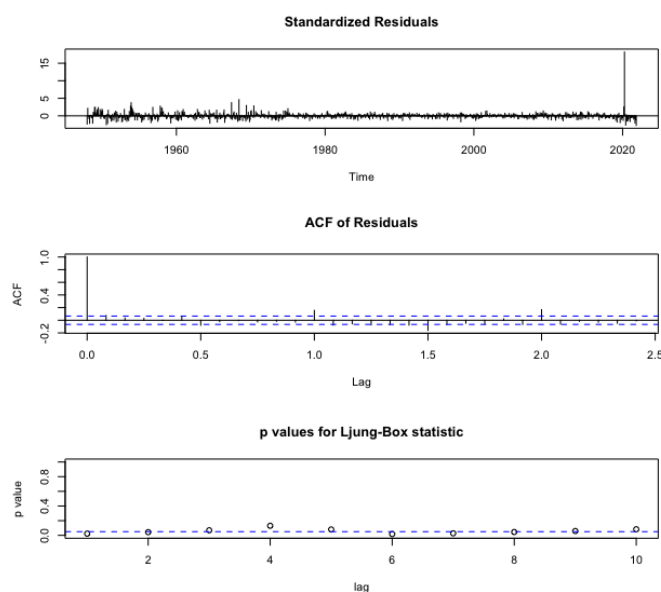 Standardized Residuals
15
5
0
1960 1980 2000 2020
Time
ACF of Residuals
1.0
0.4
-0.2
ACF
0.0 0.5 1.0 1.5 2.0 2.5
Lag
p values for Ljung-Box statistic
0.8
0.4
0.0
p value
2 4 6 8 10
lag